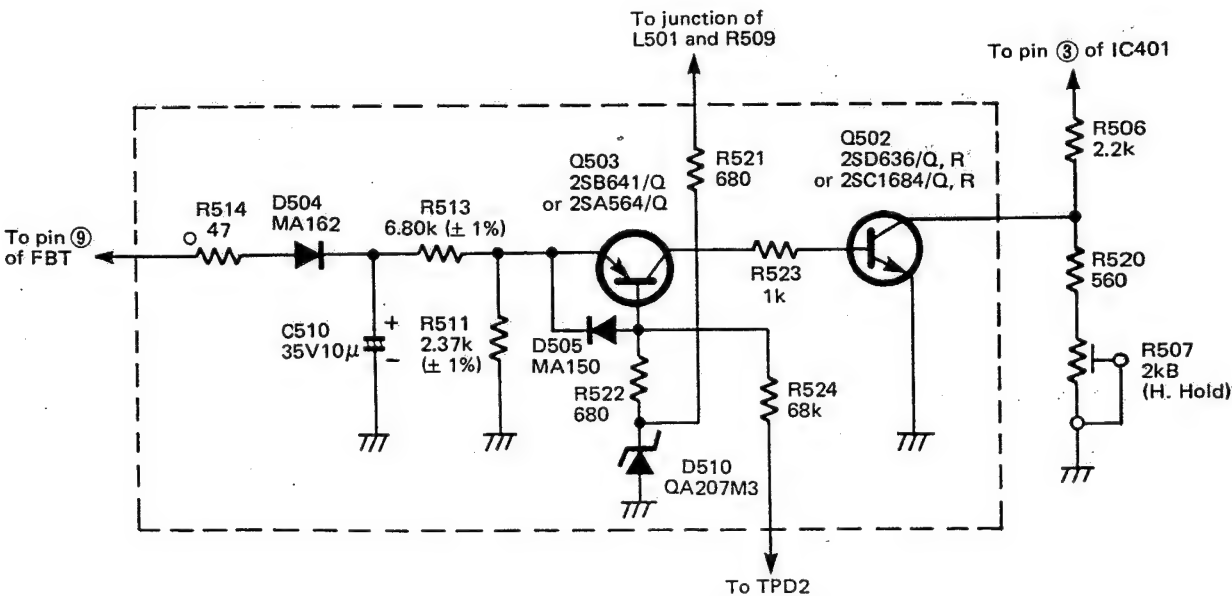 To junction of
L501 and R509
To pin ③ of IC401
R506
2.2k
Q503
2SB641/Q
or 2SA564/Q
R521
680
Q502
2SD636/Q, R
or 2SC1684/Q, R
R514
47
D504
MA162
R513
6.80k (± 1%)
To pin ⑨
of FBT
R523
1k
R520
560
C510
35V10μ
+
−
R511
2.37k
(± 1%)
D505
MA150
R522
680
R524
68k
R507
2kB
(H. Hold)
D510
QA207M3
To TPD2